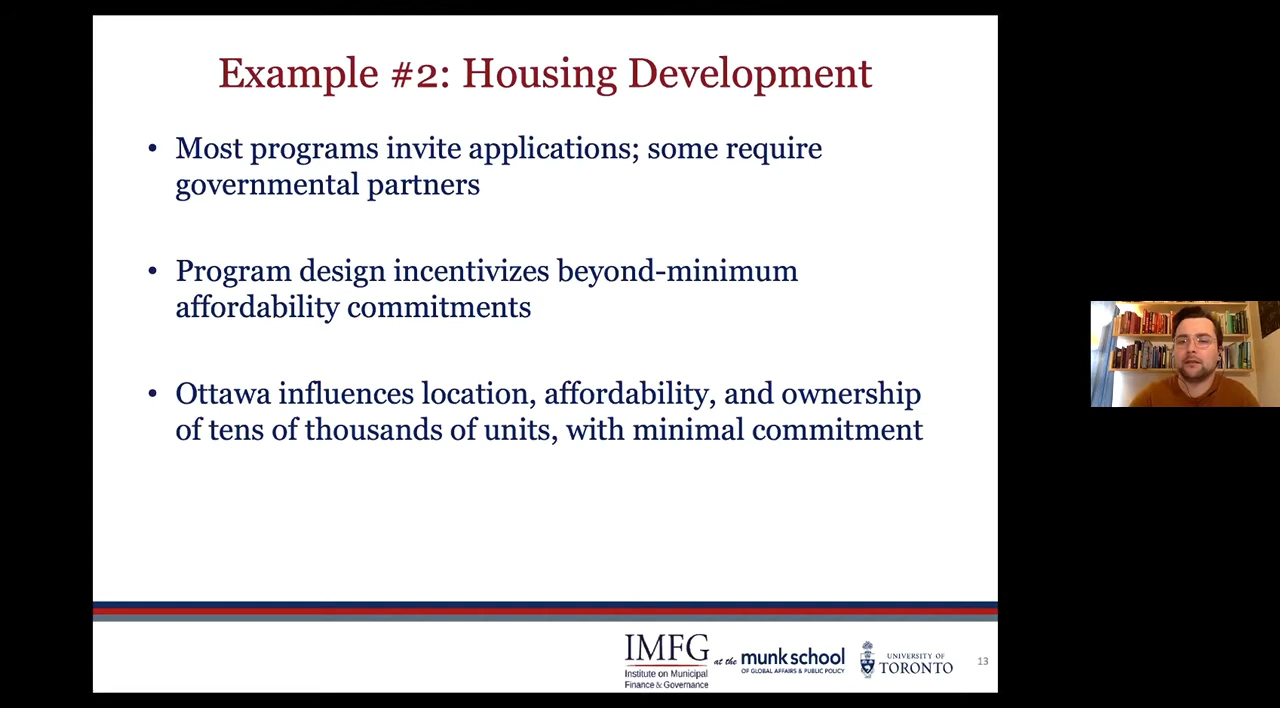 Example #2: Housing Development
• Most programs invite applications; some require
governmental partners
• Program design incentivizes beyond-minimum
affordability commitments
• Ottawa influences location, affordability, and ownership
of tens of thousands of units, with minimal commitment
IMFG
Institute on Municipal
Finance & Governance
at the
munk school
OF GLOBAL AFFAIRS & PUBLIC POLICY
UNIVERSITY OF
TORONTO
13